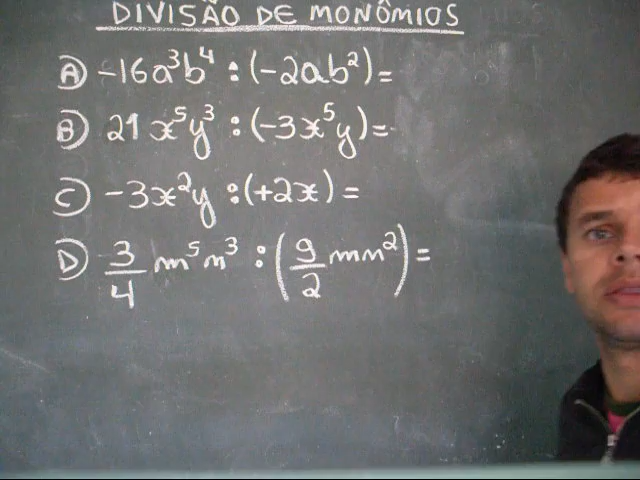 DIVISÃO DE MONÔMIOS
A) -16a³b⁴ : (-2ab²) =
B) 21x⁵y³ : (-3x⁵y) =
C) -3x²y : (+2x) =
D) 3/4 m⁵n³ : (9/2 mn²) =